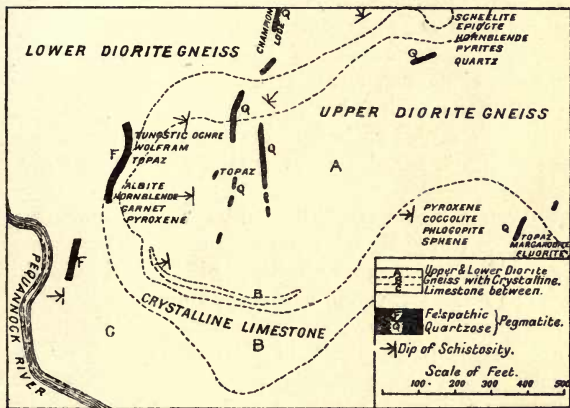 SCHEELITE
EPIDOTE
HORNBLENDE
PYRITES
QUARTZ
CHAMPION
LODE
Q
LOWER DIORITE GNEISS
Q
UPPER DIORITE GNEISS
Q
Q
F
TUNGSTIC OCHRE
WOLFRAM
TOPAZ
A
TOPAZ
Q
ALBITE
HORNBLENDE
GARNET
PYROXENE
PYROXENE
COCCOLITE
PHLOGOPITE
SPHENE
Q
TOPAZ
MARGARODITE
FLUORITE
F
PEQUANNOCK RIVER
B
CRYSTALLINE LIMESTONE
B
C
A Upper & Lower Diorite
B Gneiss with Crystalline.
C Limestone between.
F Felspathic
Q Quartzose
} Pegmatite.
Dip of Schistosity.
Scale of Feet.
100 200 300 400 500